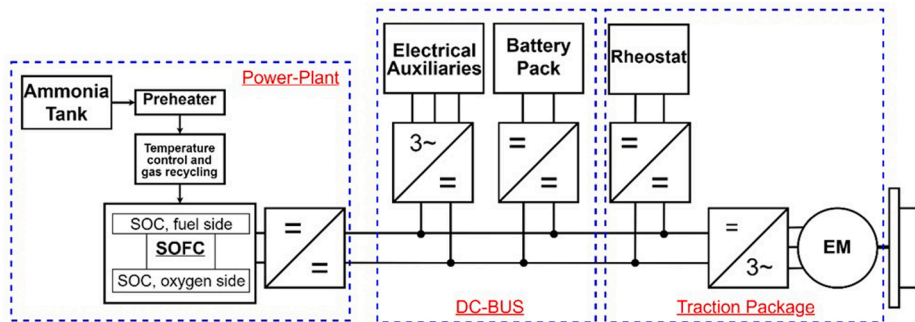 Power-Plant
Ammonia
Tank
Preheater
Temperature
control and
gas recycling
SOC, fuel side
SOFC
SOC, oxygen side
=
=
Electrical
Auxiliaries
3~
=
Battery
Pack
=
=
DC-BUS
Rheostat
=
=
=
3~
EM
Traction Package